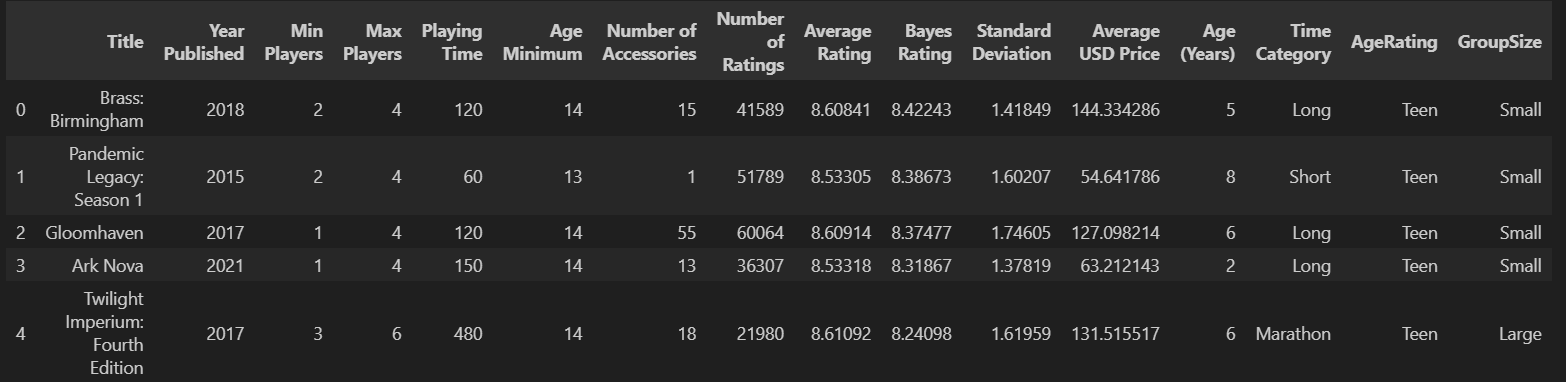 Title Year Published Min Players Max Players Playing Time Age Minimum Number of Accessories Number of Ratings Average Rating Bayes Rating Standard Deviation Average USD Price Age (Years) Time Category AgeRating GroupSize
0 Brass: Birmingham 2018 2 4 120 14 15 41589 8.60841 8.42243 1.41849 144.334286 5 Long Teen Small
1 Pandemic Legacy: Season 1 2015 2 4 60 13 1 51789 8.53305 8.38673 1.60207 54.641786 8 Short Teen Small
2 Gloomhaven 2017 1 4 120 14 55 60064 8.60914 8.37477 1.74605 127.098214 6 Long Teen Small
3 Ark Nova 2021 1 4 150 14 13 36307 8.53318 8.31867 1.37819 63.212143 2 Long Teen Small
4 Twilight Imperium: Fourth Edition 2017 3 6 480 14 18 21980 8.61092 8.24098 1.61959 131.515517 6 Marathon Teen Large